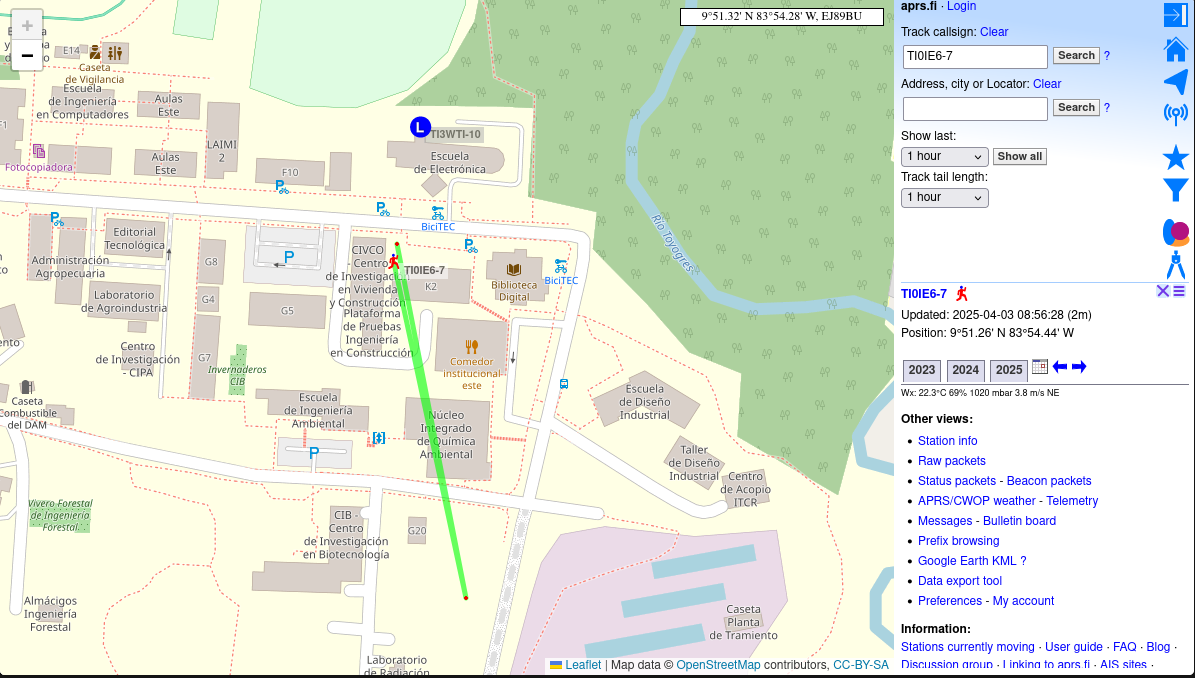 +
−
E14
Caseta
de Vigilancia
Escuela
de Ingeniería
en Computadores
Aulas
Este
LAIMI
2
F1
Fotocopiadora
Aulas
Este
F10
L
TI3WTI-10
Escuela
de Electrónica
P
P
P
BiciTEC
P
BiciTEC
Río Toyogres
9°51.32' N 83°54.28' W, EJ89BU
Editorial
Tecnológica
Administración
Agropecuaria
Laboratorio
de Agroindustria
G8
G4
G5
G7
P
CIVCO
Centro
de Investigac
en Vivienda
y Construcción
Plataforma
de Pruebas
Ingeniería
en Construcción
TI0IE6-7
K2
Biblioteca
Digital
Centro
de Investigación
- CIPA
Invernaderos
CIB
Comedor
institucional
este
Caseta
Combustible
del DAM
Escuela
de Ingeniería
Ambiental
P
Núcleo
Integrado
de Química
Ambiental
Escuela
de Diseño
Industrial
Taller
de Diseño
Industrial
Centro
de Acopio
ITCR
Vivero Forestal
de Ingeniería
Forestal
CIB -
Centro
de Investigación
en Biotecnología
G20
Almácigos
Ingeniería
Forestal
Laboratorio
de Radiación
Caseta
Planta
de Tramiento
Leaflet | Map data © OpenStreetMap contributors, CC-BY-SA
aprs.fi · Login
Track callsign: Clear
TI0IE6-7 Search ?
Address, city or Locator: Clear
Search ?
Show last:
1 hour Show all
Track tail length:
1 hour
TI0IE6-7
Updated: 2025-04-03 08:56:28 (2m)
Position: 9°51.26' N 83°54.44' W
2023 2024 2025
Wx: 22.3°C 69% 1020 mbar 3.8 m/s NE
Other views:
• Station info
• Raw packets
• Status packets - Beacon packets
• APRS/CWOP weather - Telemetry
• Messages - Bulletin board
• Prefix browsing
• Google Earth KML ?
• Data export tool
• Preferences - My account
Information:
Stations currently moving · User guide · FAQ · Blog ·
Discussion group · Linking to aprs.fi · AIS sites ·